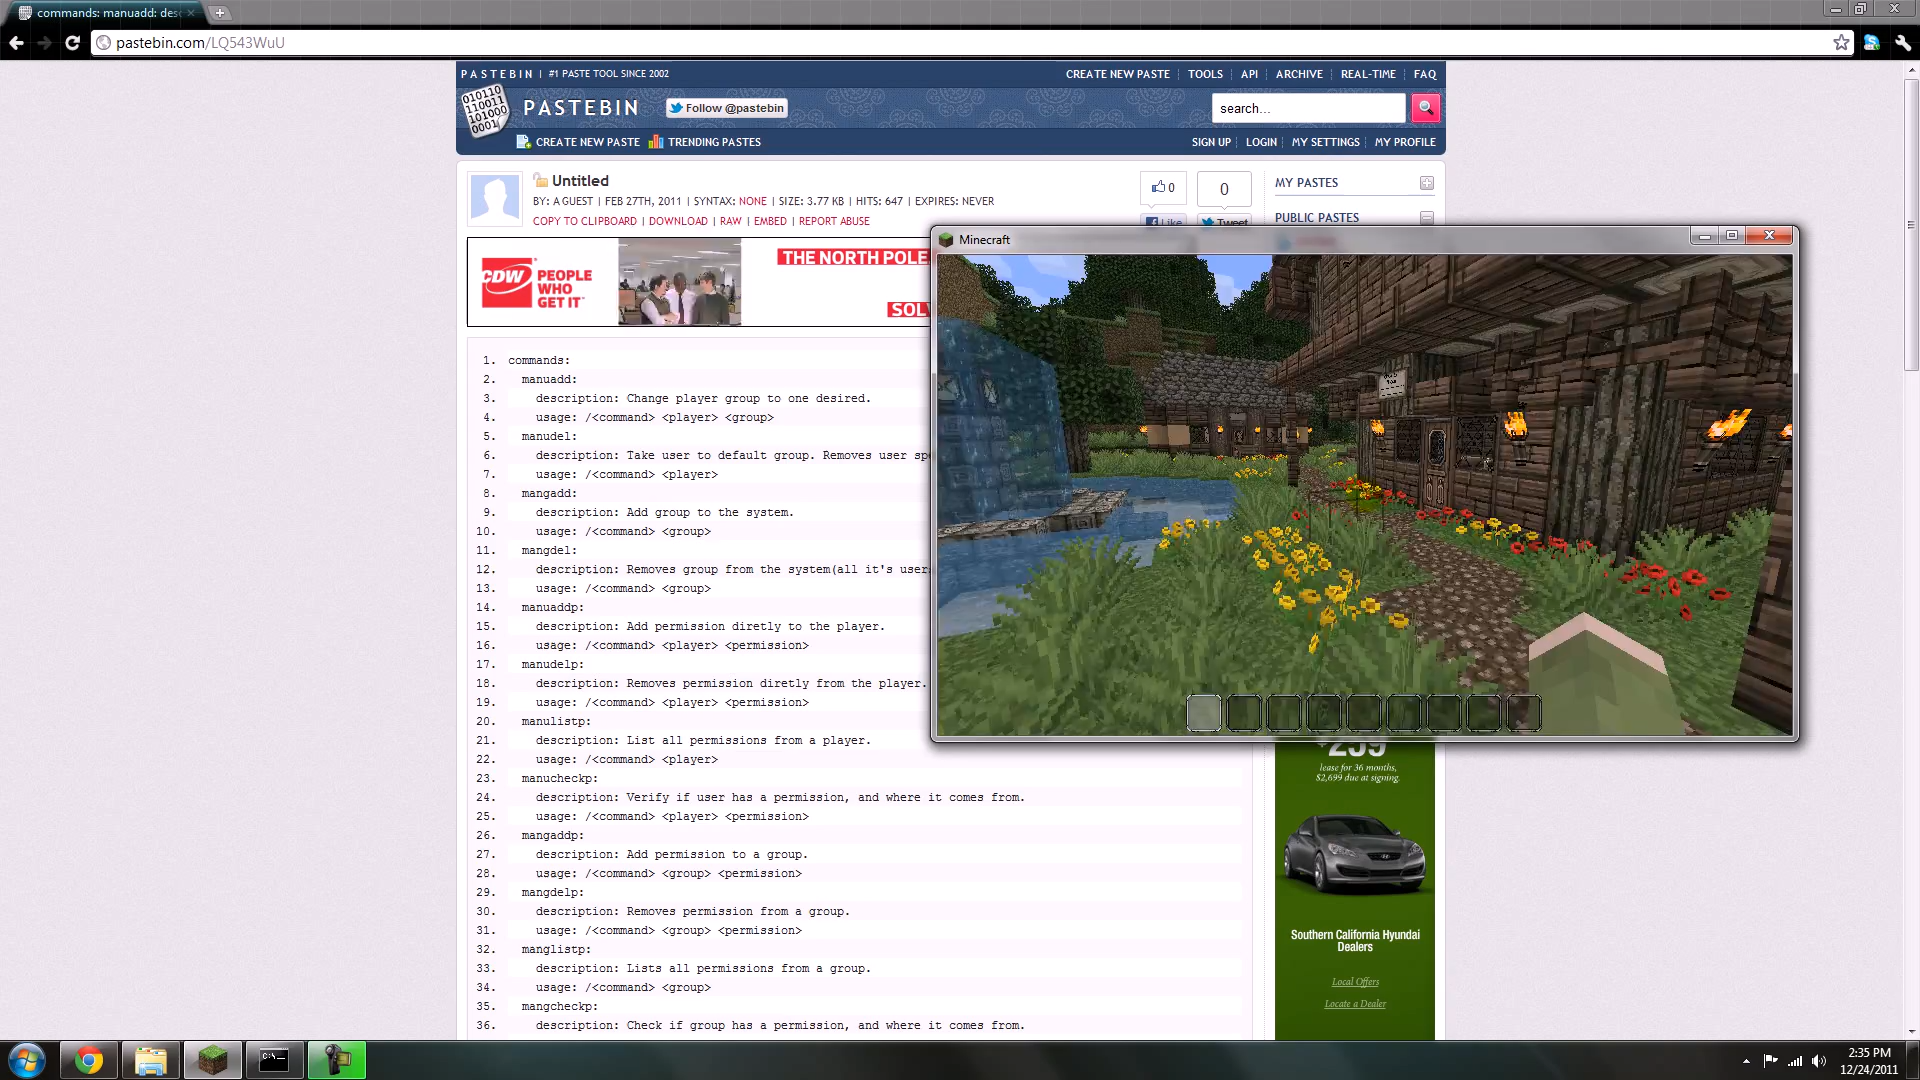 commands: manuadd: des
pastebin.com/LQ543WuU
PASTEBIN | #1 PASTE TOOL SINCE 2002
CREATE NEW PASTE | TOOLS | API | ARCHIVE | REAL-TIME | FAQ
PASTEBIN
Follow @pastebin
search...
CREATE NEW PASTE
TRENDING PASTES
SIGN UP | LOGIN | MY SETTINGS | MY PROFILE
Untitled
BY: A GUEST | FEB 27TH, 2011 | SYNTAX: NONE | SIZE: 3.77 KB | HITS: 647 | EXPIRES: NEVER
COPY TO CLIPBOARD | DOWNLOAD | RAW | EMBED | REPORT ABUSE
0
Like
0
Tweet
MY PASTES
PUBLIC PASTES
CDW
PEOPLE
WHO
GET IT
THE NORTH POLE
SOL
1. commands:
2. manuadd:
3. description: Change player group to one desired.
4. usage: /<command> <player> <group>
5. manudel:
6. description: Take user to default group. Removes user sp
7. usage: /<command> <player>
8. mangadd:
9. description: Add group to the system.
10. usage: /<command> <group>
11. mangdel:
12. description: Removes group from the system(all it's user
13. usage: /<command> <group>
14. manuaddp:
15. description: Add permission diretly to the player.
16. usage: /<command> <player> <permission>
17. manudelp:
18. description: Removes permission diretly from the player.
19. usage: /<command> <player> <permission>
20. manulistp:
21. description: List all permissions from a player.
22. usage: /<command> <player>
23. manucheckp:
24. description: Verify if user has a permission, and where it comes from.
25. usage: /<command> <player> <permission>
26. mangaddp:
27. description: Add permission to a group.
28. usage: /<command> <group> <permission>
29. mangdelp:
30. description: Removes permission from a group.
31. usage: /<command> <group> <permission>
32. manglistp:
33. description: Lists all permissions from a group.
34. usage: /<command> <group>
35. mangcheckp:
36. description: Check if group has a permission, and where it comes from.
Minecraft
239
lease for 36 months,
$2,699 due at signing.
Southern California Hyundai
Dealers
Local Offers
Locate a Dealer
2:35 PM
12/24/2011